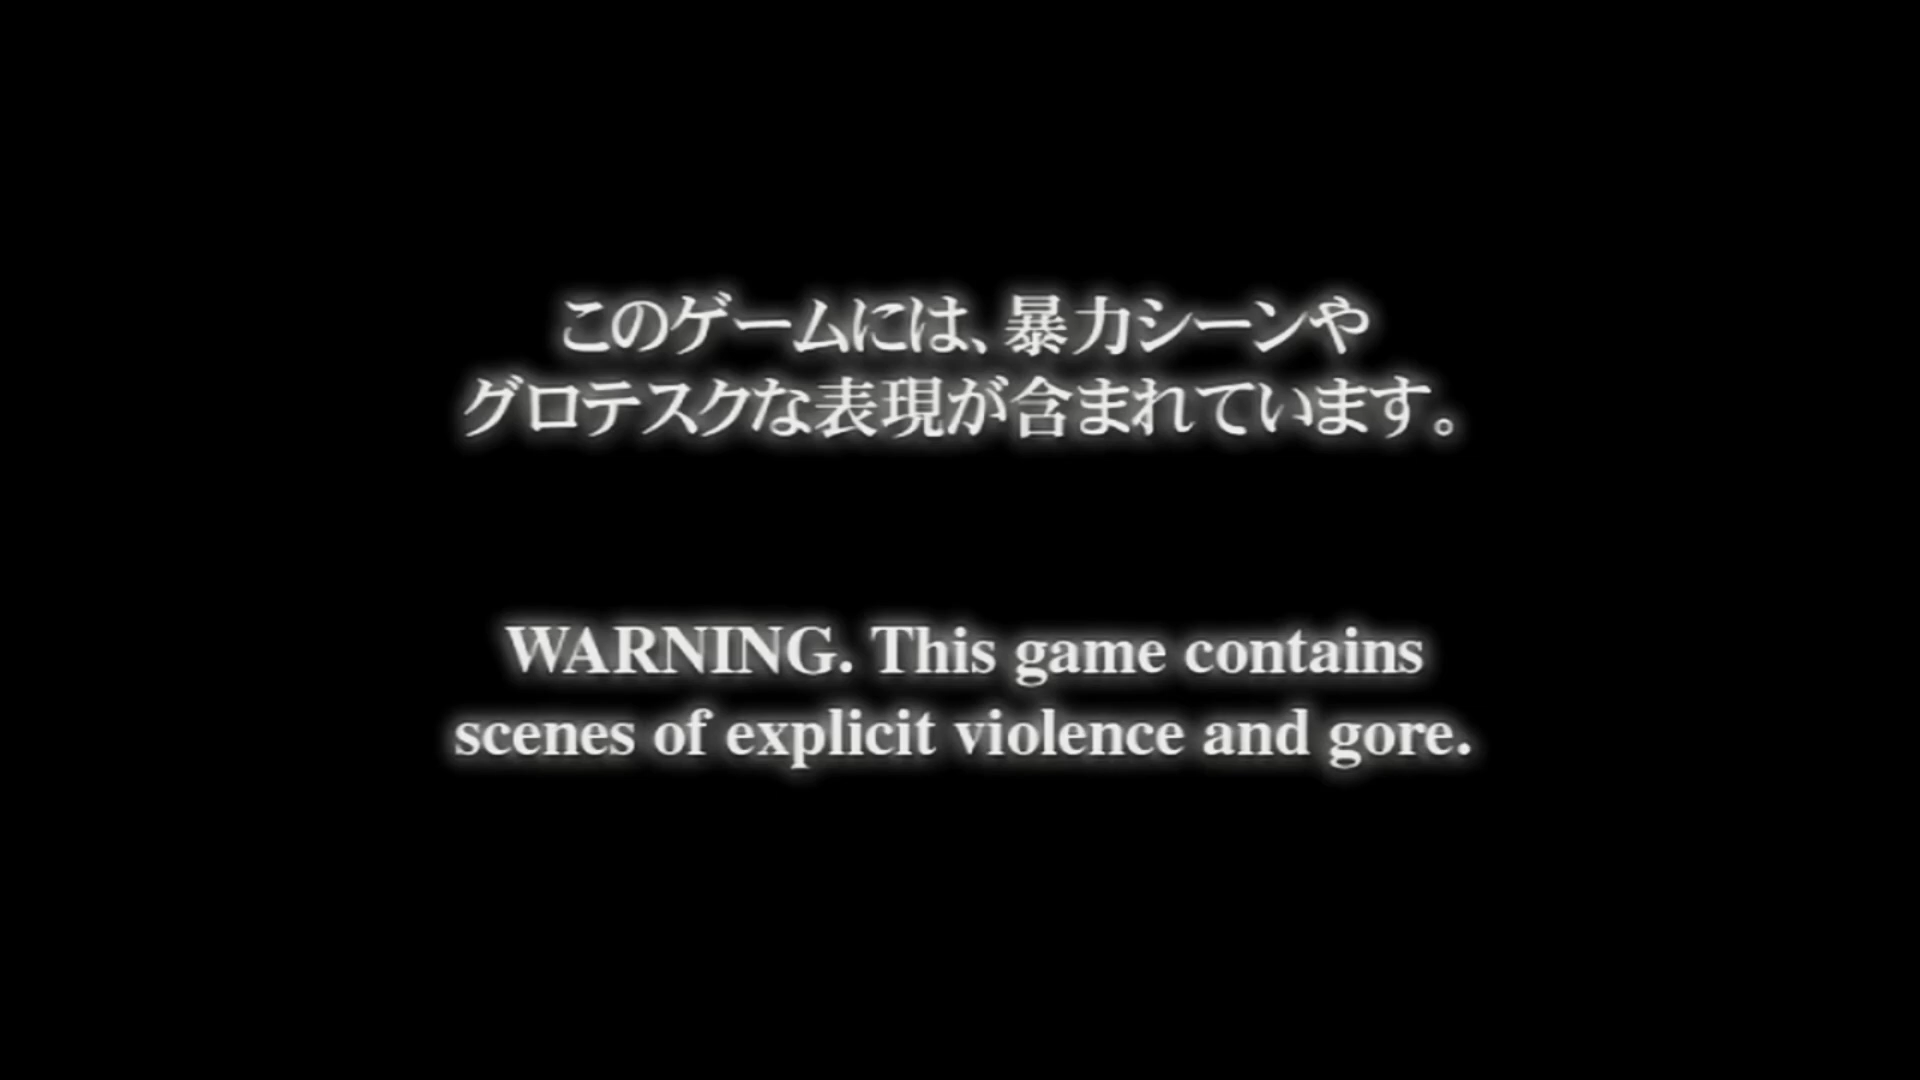 このゲームには、暴力シーンや
グロテスクな表現が含まれています。
WARNING. This game contains
scenes of explicit violence and gore.